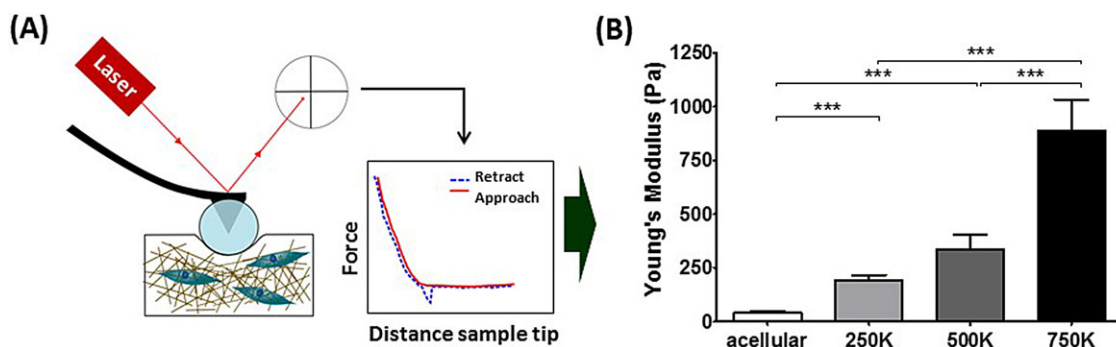 (A)
Laser
Retract
Approach
Force
Distance sample tip
(B)
Young's Modulus (Pa)
1250
1000
750
500
250
0
***
***
***
***
acellular
250K
500K
750K